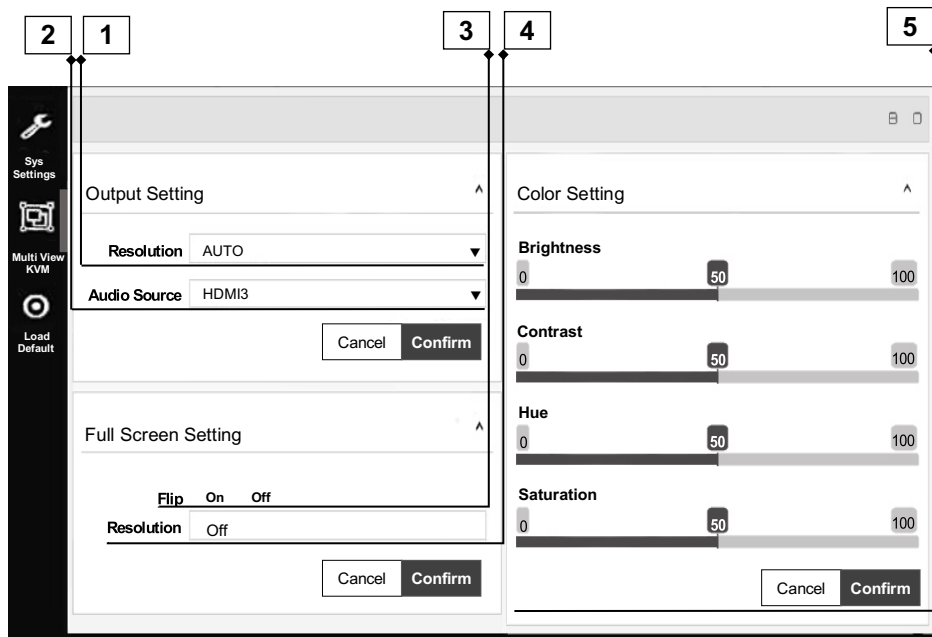 2 1 3 4 5
Sys
Settings
Multi View
KVM
Load
Default
Output Setting
Resolution AUTO
Audio Source HDMI3
Cancel Confirm
Full Screen Setting
Flip On Off
Resolution Off
Cancel Confirm
Color Setting
Brightness
0 50 100
Contrast
0 50 100
Hue
0 50 100
Saturation
0 50 100
Cancel Confirm